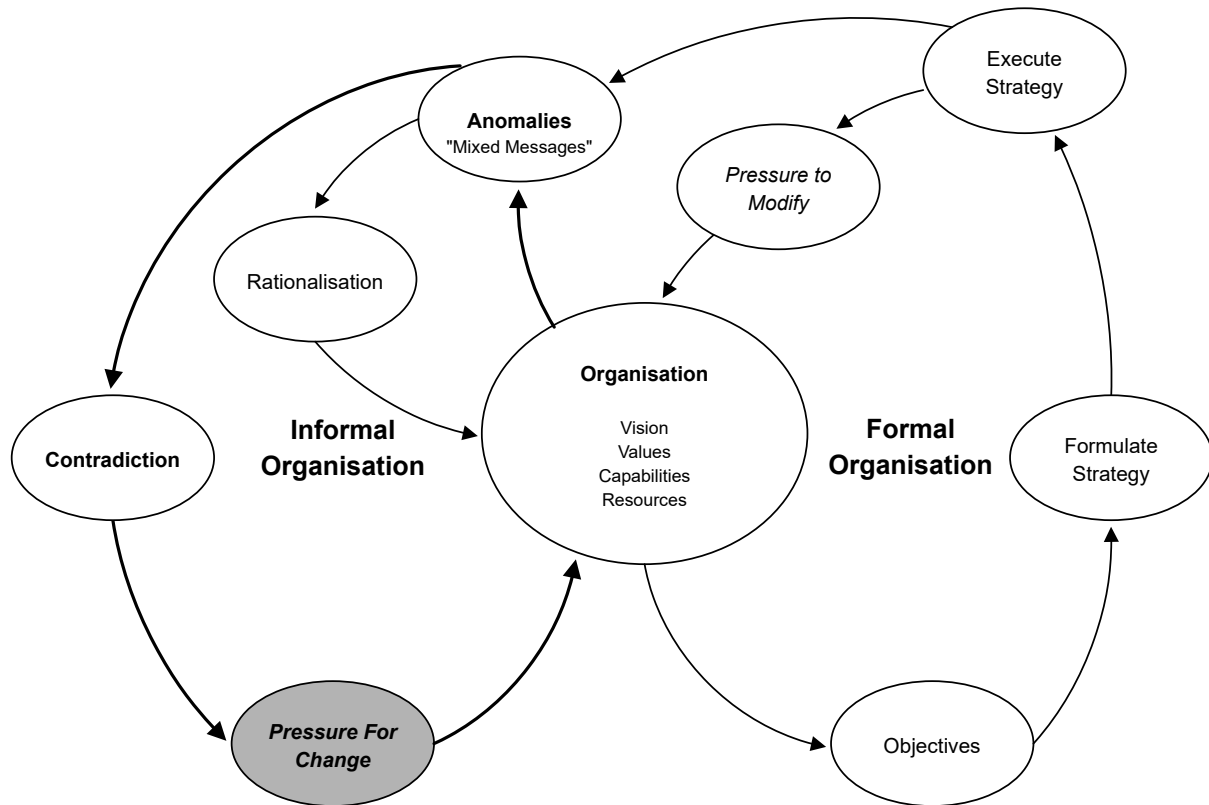 Execute
Strategy
Anomalies
"Mixed Messages"
Pressure to
Modify
Rationalisation
Organisation
Vision
Values
Capabilities
Resources
Informal
Organisation
Formal
Organisation
Contradiction
Formulate
Strategy
Pressure For
Change
Objectives